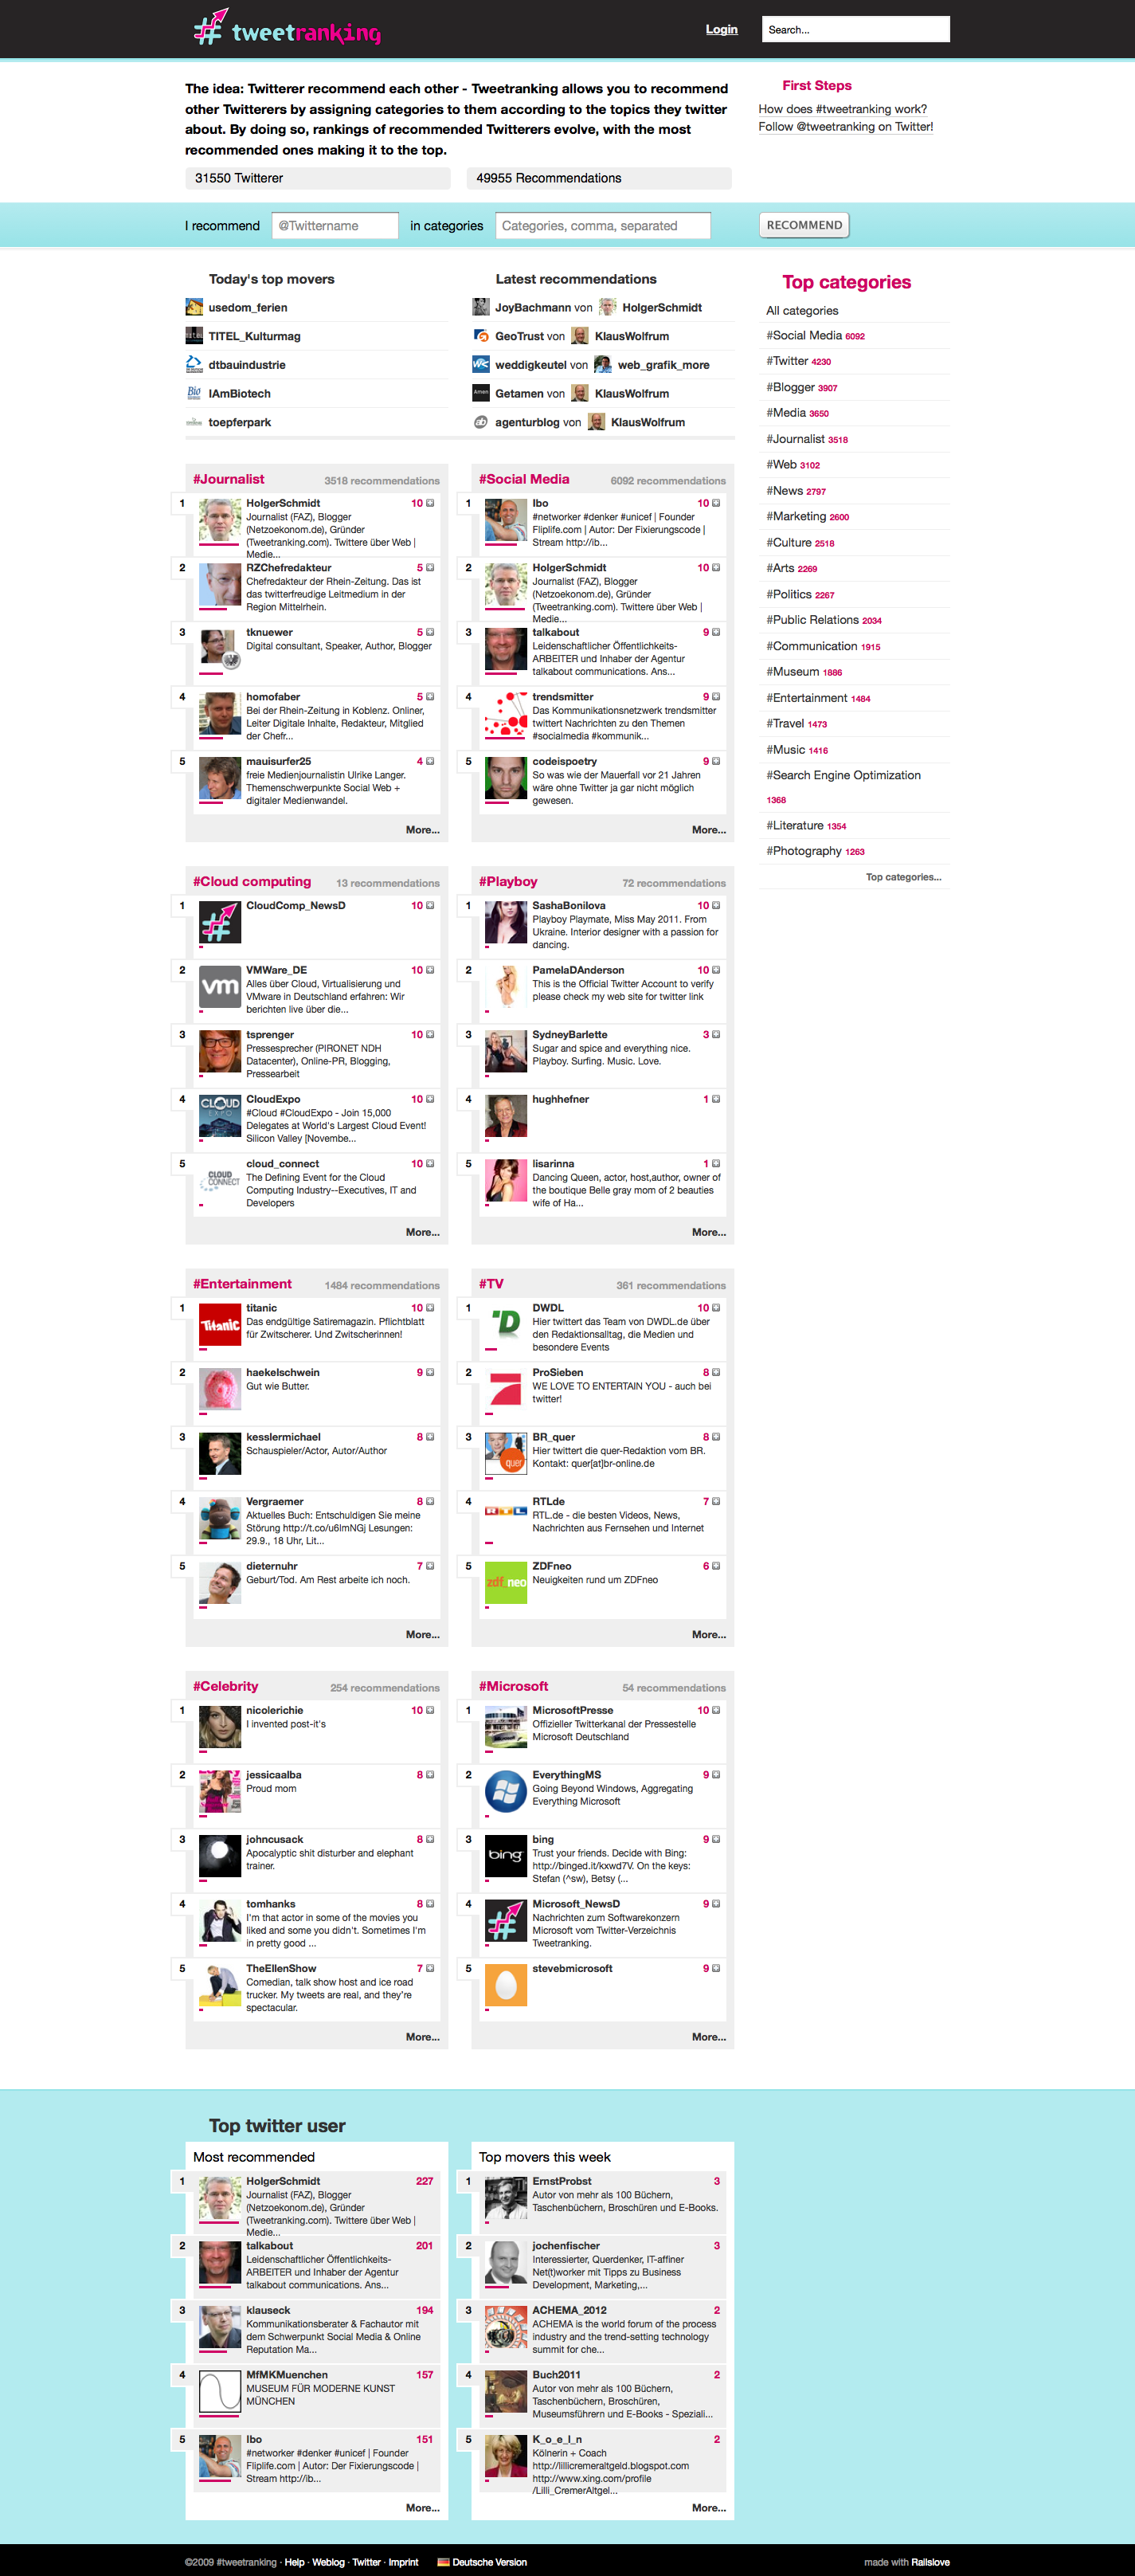 tweetranking
Login
Search...
The idea: Twitterer recommend each other - Tweetranking allows you to recommend
other Twitterers by assigning categories to them according to the topics they twitter
about. By doing so, rankings of recommended Twitterers evolve, with the most
recommended ones making it to the top.
31550 Twitterer
49955 Recommendations
First Steps
How does #tweetranking work?
Follow @tweetranking on Twitter!
I recommend @Twittername in categories Categories, comma, separated RECOMMEND
Today's top movers
usedom_ferien
TITEL_Kulturmag
dtbauindustrie
IAmBiotech
toepferpark
Latest recommendations
JoyBachmann von HolgerSchmidt
GeoTrust von KlausWolfrum
weddigkeutel von web_grafik_more
Getamen von KlausWolfrum
agenturblog von KlausWolfrum
Top categories
All categories
#Social Media 6092
#Twitter 4230
#Blogger 3907
#Media 3650
#Journalist 3518
#Web 3102
#News 2797
#Marketing 2600
#Culture 2518
#Arts 2269
#Politics 2267
#Public Relations 2034
#Communication 1915
#Museum 1886
#Entertainment 1484
#Travel 1473
#Music 1416
#Search Engine Optimization
1368
#Literature 1354
#Photography 1263
Top categories...
#Journalist 3518 recommendations
1 HolgerSchmidt 10
Journalist (FAZ), Blogger
(Netzoekonom.de), Gründer
(Tweetranking.com). Twittere über Web |
Medie...
2 RZChefredakteur 5
Chefredakteur der Rhein-Zeitung. Das ist
das twitterfreudige Leitmedium in der
Region Mittelrhein.
3 tknuewer 5
Digital consultant, Speaker, Author, Blogger
4 homofaber 5
Bei der Rhein-Zeitung in Koblenz. Onliner,
Leiter Digitale Inhalte, Redakteur, Mitglied
der Chefr...
5 mauisurfer25 4
freie Medienjournalistin Ulrike Langer.
Themenschwerpunkte Social Web +
digitaler Medienwandel.
More...
#Social Media 6092 recommendations
1 Ibo 10
#networker #denker #unicef | Founder
Fliplife.com | Autor: Der Fixierungscode |
Stream http://ib...
2 HolgerSchmidt 10
Journalist (FAZ), Blogger
(Netzoekonom.de), Gründer
(Tweetranking.com). Twittere über Web |
Medie...
3 talkabout 9
Leidenschaftlicher Öffentlichkeits-
ARBEITER und Inhaber der Agentur
talkabout communications. Ans...
4 trendsmitter 9
Das Kommunikationsnetzwerk trendsmitter
twittert Nachrichten zu den Themen
#socialmedia #kommunik...
5 codeispoetry 9
So was wie der Mauerfall vor 21 Jahren
wäre ohne Twitter ja gar nicht möglich
gewesen.
More...
#Cloud computing 13 recommendations
1 CloudComp_NewsD 10
2 VMWare_DE 10
vm
Alles über Cloud, Virtualisierung und
VMware in Deutschland erfahren: Wir
berichten live über die...
3 tsprenger 10
Pressesprecher (PIRONET NDH
Datacenter), Online-PR, Blogging,
Pressearbeit
4 CloudExpo 10
CLOUD EXPO
#Cloud #CloudExpo - Join 15,000
Delegates at World's Largest Cloud Event!
Silicon Valley [Novembe...
5 cloud_connect 10
CLOUD CONNECT
The Defining Event for the Cloud
Computing Industry--Executives, IT and
Developers
More...
#Playboy 72 recommendations
1 SashaBonilova 10
Playboy Playmate, Miss May 2011. From
Ukraine. Interior designer with a passion for
dancing.
2 PamelaDAnderson 10
This is the Official Twitter Account to verify
please check my web site for twitter link
3 SydneyBarlette 3
Sugar and spice and everything nice.
Playboy. Surfing. Music. Love.
4 hughhefner 1
5 lisarinna 1
Dancing Queen, actor, host,author, owner of
the boutique Belle gray mom of 2 beauties
wife of Ha...
More...
#Entertainment 1484 recommendations
1 titanic 10
TITANIC
Das endgültige Satiremagazin. Pflichtblatt
für Zwitscherer. Und Zwitscherinnen!
2 haekelschwein 9
Gut wie Butter.
3 kesslermichael 8
Schauspieler/Actor, Autor/Author
4 Vergraemer 8
Aktuelles Buch: Entschuldigen Sie meine
Störung http://t.co/u6ImNGj Lesungen:
29.9., 18 Uhr, Lit...
5 dieternuhr 7
Geburt/Tod. Am Rest arbeite ich noch.
More...
#TV 361 recommendations
1 DWDL 10
'D
Hier twittert das Team von DWDL.de über
den Redaktionsalltag, die Medien und
besondere Events
2 ProSieben 8
WE LOVE TO ENTERTAIN YOU - auch bei
twitter!
3 BR_quer 8
quer
Hier twittert die quer-Redaktion vom BR.
Kontakt: quer[at]br-online.de
4 RTLde 7
RTL
RTL.de - die besten Videos, News,
Nachrichten aus Fernsehen und Internet
5 ZDFneo 6
zdf_neo
Neuigkeiten rund um ZDFneo
More...
#Celebrity 254 recommendations
1 nicolerichie 10
I invented post-it's
2 jessicaalba 8
Proud mom
3 johncusack 8
Apocalyptic shit disturber and elephant
trainer.
4 tomhanks 8
I'm that actor in some of the movies you
liked and some you didn't. Sometimes I'm
in pretty good ...
5 TheEllenShow 7
Comedian, talk show host and ice road
trucker. My tweets are real, and they're
spectacular.
More...
#Microsoft 54 recommendations
1 MicrosoftPresse 10
Offizieller Twitterkanal der Pressestelle
Microsoft Deutschland
2 EverythingMS 9
Going Beyond Windows, Aggregating
Everything Microsoft
3 bing 9
bing
Trust your friends. Decide with Bing:
http://binged.it/kxwd7V. On the keys:
Stefan (^sw), Betsy (...
4 Microsoft_NewsD 9
Nachrichten zum Softwarekonzern
Microsoft vom Twitter-Verzeichnis
Tweetranking.
5 stevebmicrosoft 9
More...
Top twitter user
Most recommended
1 HolgerSchmidt 227
Journalist (FAZ), Blogger
(Netzoekonom.de), Gründer
(Tweetranking.com). Twittere über Web |
Medie...
2 talkabout 201
Leidenschaftlicher Öffentlichkeits-
ARBEITER und Inhaber der Agentur
talkabout communications. Ans...
3 klauseck 194
Kommunikationsberater & Fachautor mit
dem Schwerpunkt Social Media & Online
Reputation Ma...
4 MfMKMuenchen 157
MUSEUM FÜR MODERNE KUNST
MÜNCHEN
5 Ibo 151
#networker #denker #unicef | Founder
Fliplife.com | Autor: Der Fixierungscode |
Stream http://ib...
More...
Top movers this week
1 ErnstProbst 3
Autor von mehr als 100 Büchern,
Taschenbüchern, Broschüren und E-Books.
2 jochenfischer 3
Interessierter, Querdenker, IT-affiner
Net(t)worker mit Tipps zu Business
Development, Marketing,...
3 ACHEMA_2012 2
ACHEMA is the world forum of the process
industry and the trend-setting technology
summit for che...
4 Buch2011 2
Autor von mehr als 100 Büchern,
Taschenbüchern, Broschüren,
Museumsführern und E-Books - Speziali...
5 K_o_e_l_n 2
Kölnerin + Coach
http://lillicremeraltgeld.blogspot.com
http://www.xing.com/profile
/Lilli_CremerAltgel...
More...
©2009 #tweetranking · Help · Weblog · Twitter · Imprint Deutsche Version
made with Railslove